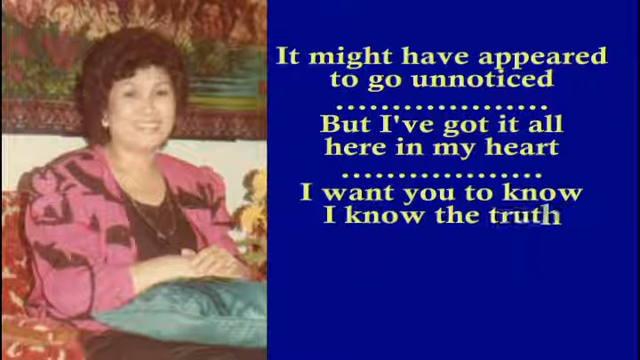 It might have appeared
to go unnoticed
...................
But I've got it all
here in my heart
..................
I want you to know
I know the truth